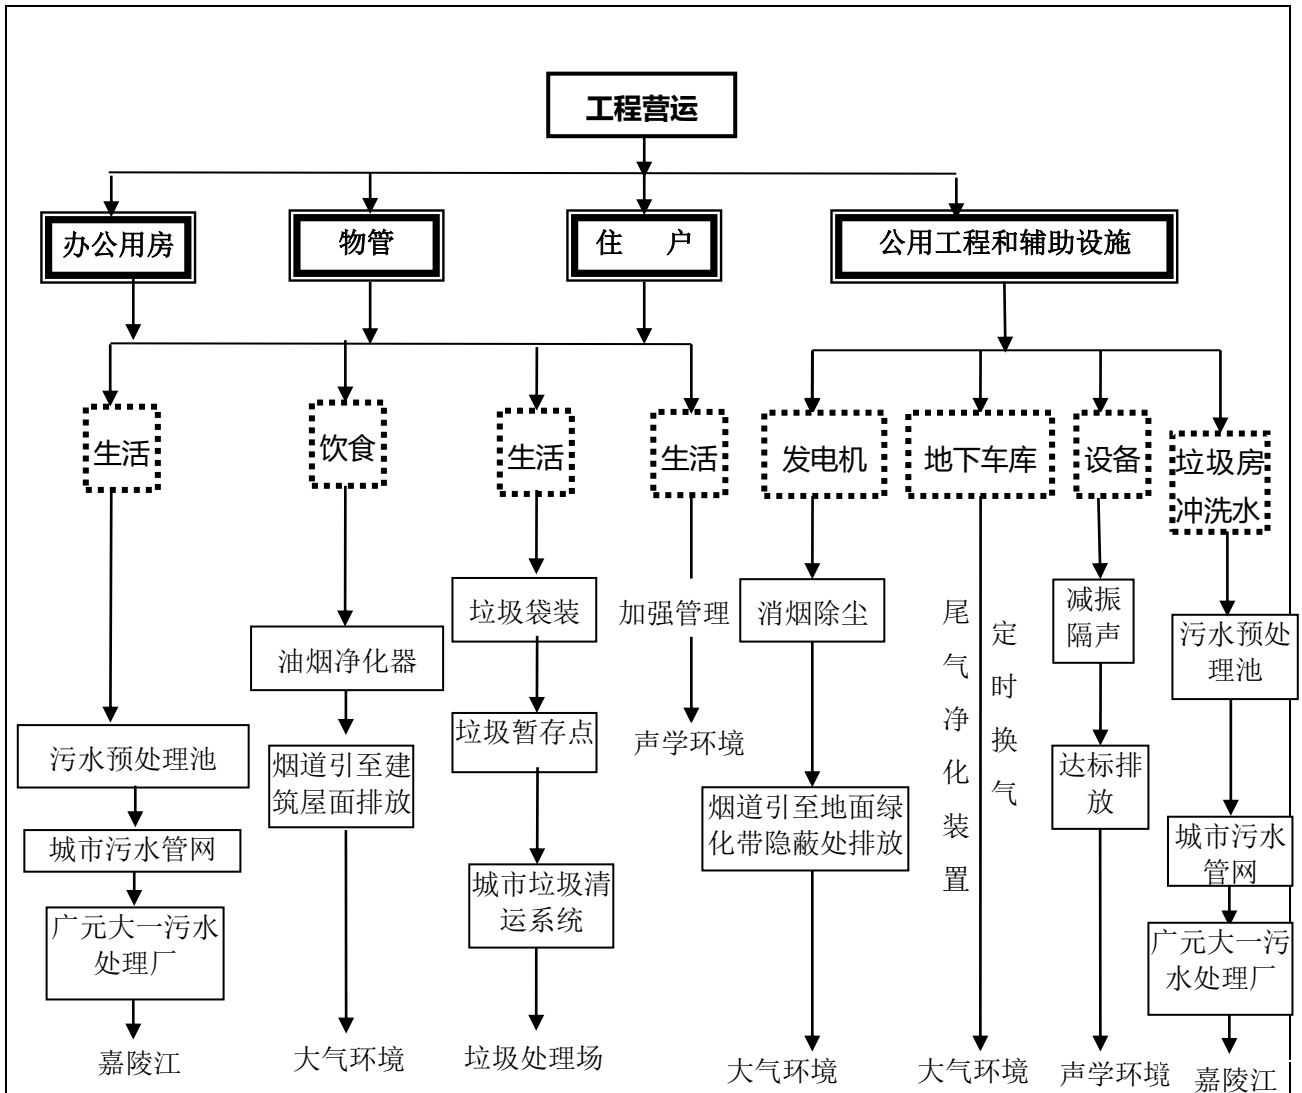 工程营运
办公用房
物管
住 户
公用工程和辅助设施
生活
饮食
生活
生活
发电机
地下车库
设备
垃圾房
冲洗水
垃圾袋装
加强管理
消烟除尘
尾气净化装置
定时换气
减振
隔声
污水预处
理池
油烟净化器
污水预处理池
烟道引至建
筑屋面排放
垃圾暂存点
声学环境
烟道引至地面绿
化带隐蔽处排放
达标排
放
城市污水
管网
城市污水管网
城市垃圾清
运系统
广元大一污水
处理厂
广元大一污
水处理厂
嘉陵江
大气环境
垃圾处理场
大气环境
大气环境
声学环境
嘉陵江